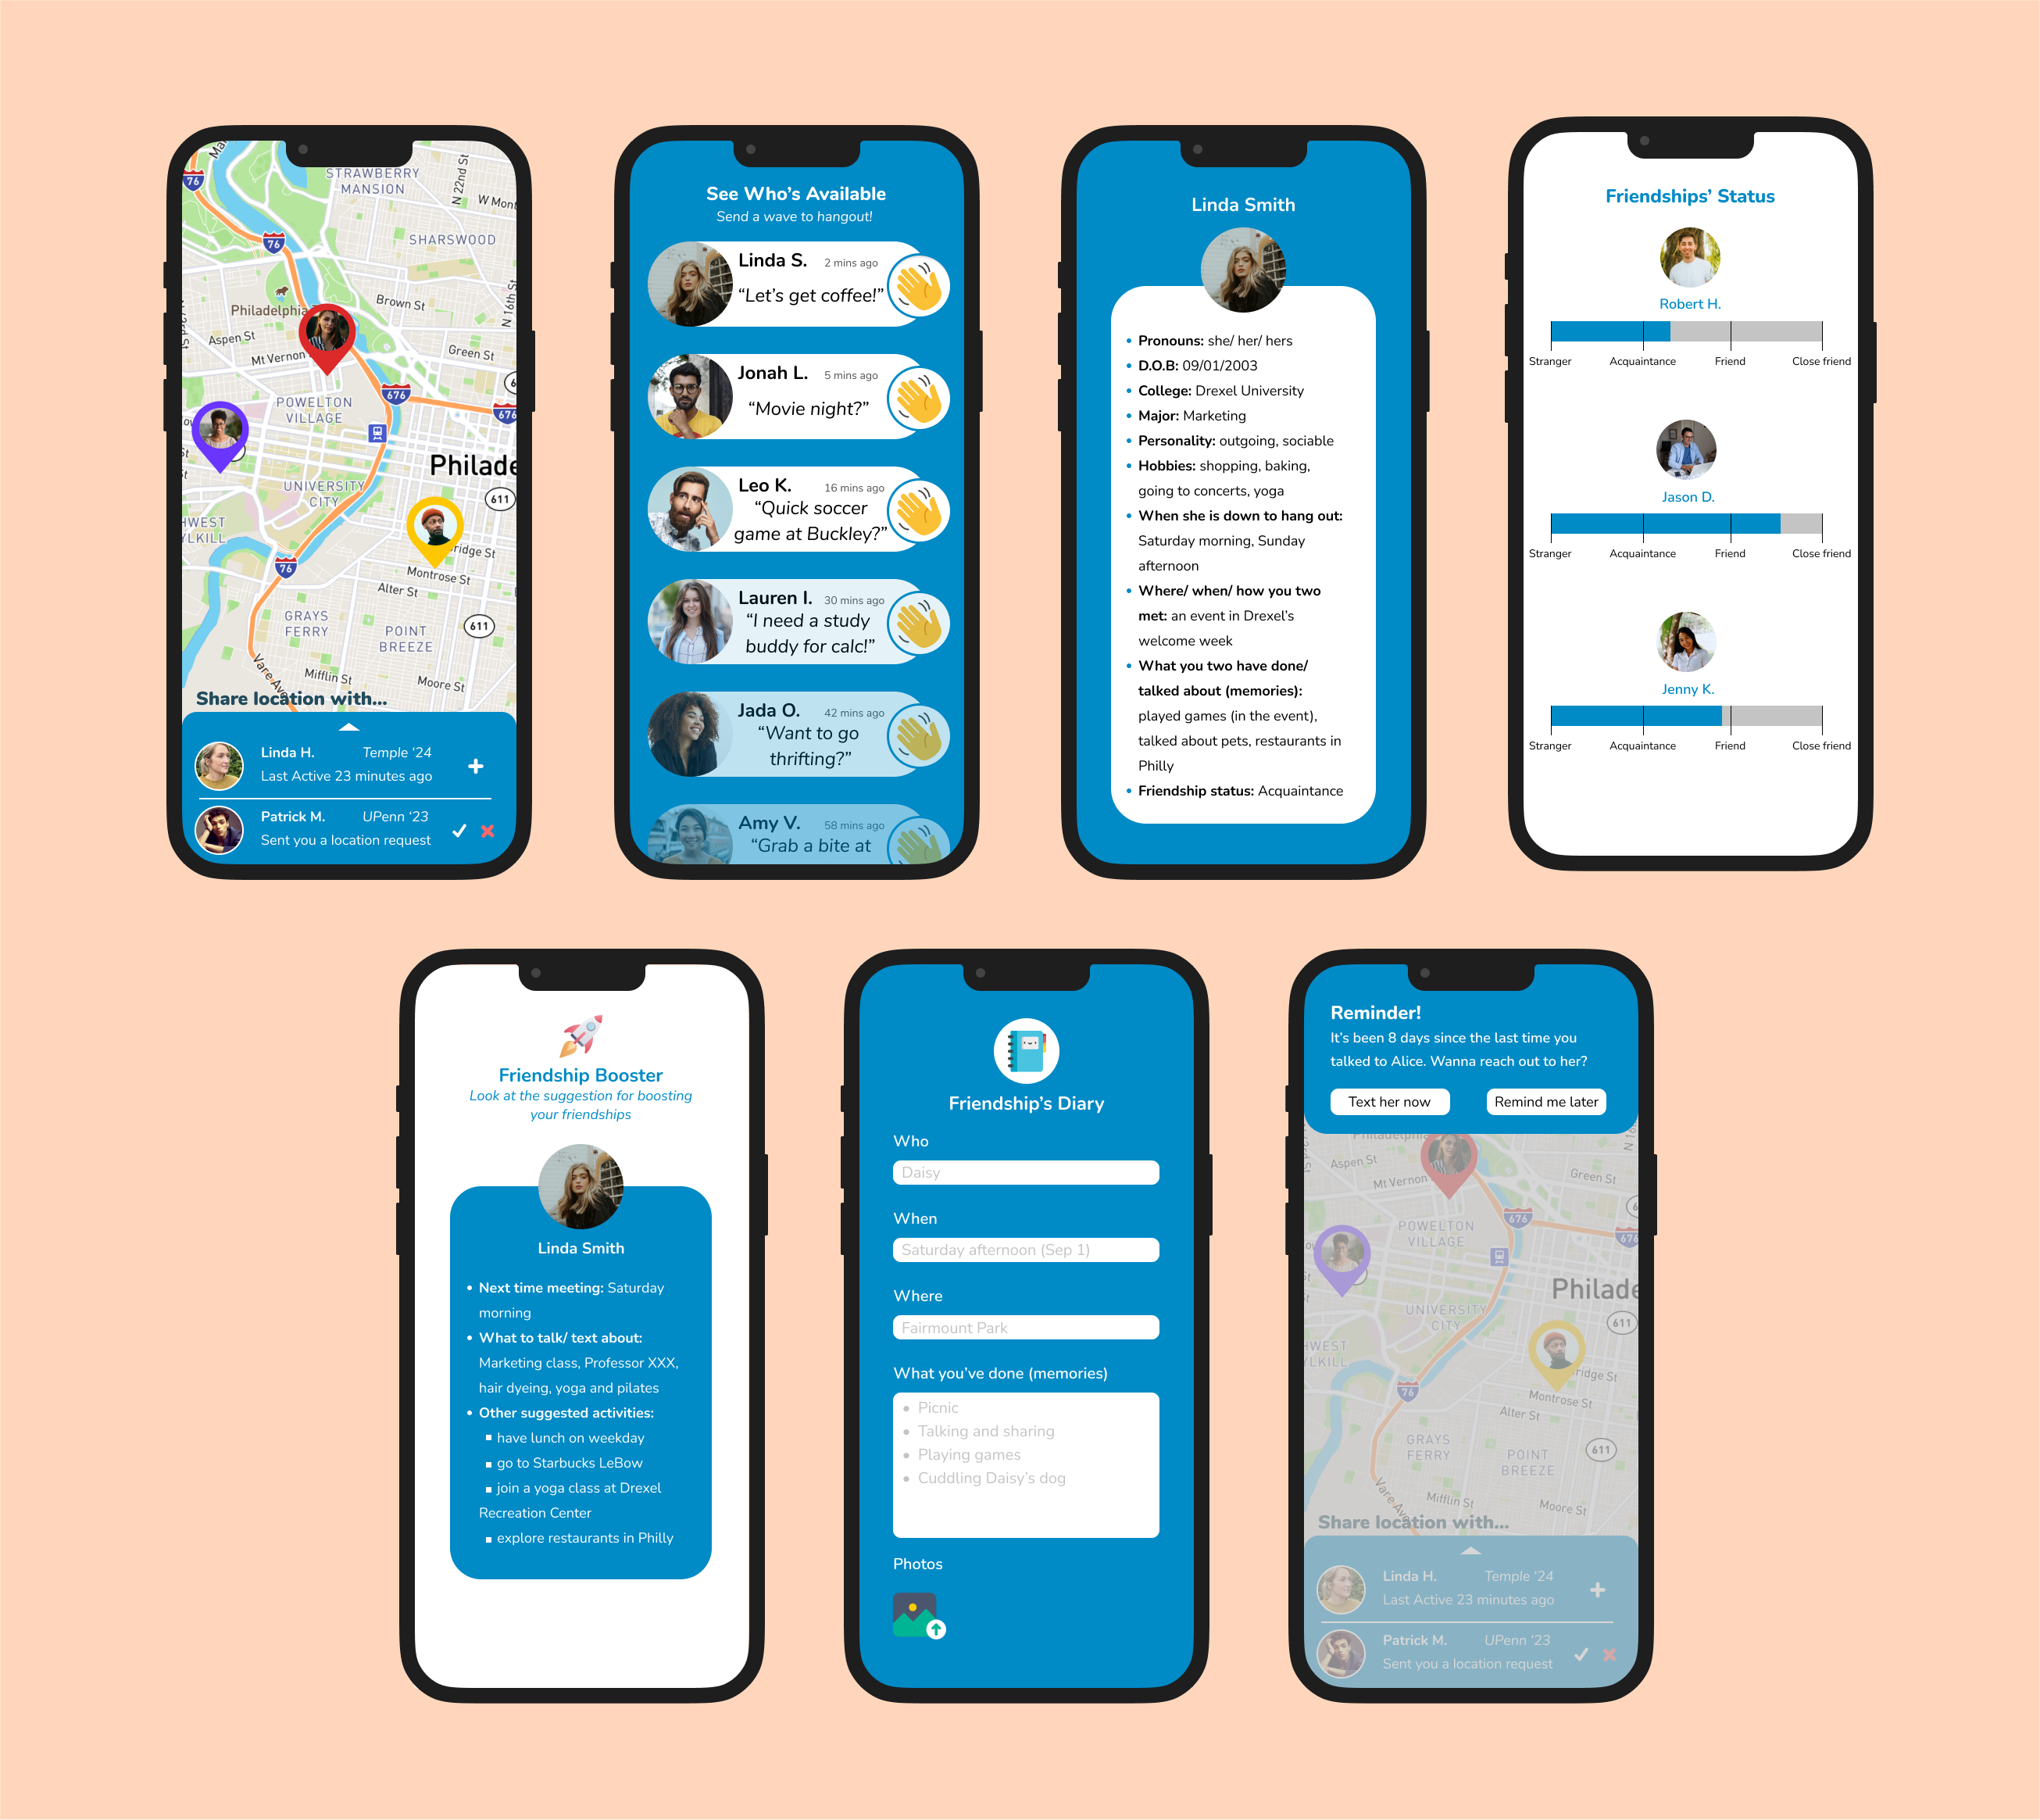 STRAWBERRY
MANSION
N 22nd St
W Mont
76
SHARSWOOD
76
N 16th S
Philadelphia
Brown St
Aspen St
Mt Vernon
Green St
676
676
POWELTON
VILLAGE
Philade
UNIVERSITY
CITY
611
HWEST
YLKILL
ridge St
76
Montrose St
Alter St
GRAYS
FERRY
611
POINT
BREEZE
Vare Av
Mifflin St
Moore St
Share location with...
Linda H. Temple ‘24
Last Active 23 minutes ago
Patrick M. UPenn ‘23
Sent you a location request
See Who’s Available
Send a wave to hangout!
Linda S. 2 mins ago
“Let’s get coffee!”
Jonah L. 5 mins ago
“Movie night?”
Leo K. 16 mins ago
“Quick soccer
game at Buckley?”
Lauren I. 30 mins ago
“I need a study
buddy for calc!”
Jada O. 42 mins ago
“Want to go
thrifting?”
Amy V. 58 mins ago
“Grab a bite at
Linda Smith
• Pronouns: she/ her/ hers
• D.O.B: 09/01/2003
• College: Drexel University
• Major: Marketing
• Personality: outgoing, sociable
• Hobbies: shopping, baking,
going to concerts, yoga
• When she is down to hang out:
Saturday morning, Sunday
afternoon
• Where/ when/ how you two
met: an event in Drexel’s
welcome week
• What you two have done/
talked about (memories):
played games (in the event),
talked about pets, restaurants in
Philly
• Friendship status: Acquaintance
Friendships’ Status
Robert H.
Stranger Acquaintance Friend Close friend
Jason D.
Stranger Acquaintance Friend Close friend
Jenny K.
Stranger Acquaintance Friend Close friend
Friendship Booster
Look at the suggestion for boosting
your friendships
Linda Smith
• Next time meeting: Saturday
morning
• What to talk/ text about:
Marketing class, Professor XXX,
hair dyeing, yoga and pilates
• Other suggested activities:
▪ have lunch on weekday
▪ go to Starbucks LeBow
▪ join a yoga class at Drexel
Recreation Center
▪ explore restaurants in Philly
Friendship’s Diary
Who
Daisy
When
Saturday afternoon (Sep 1)
Where
Fairmount Park
What you’ve done (memories)
• Picnic
• Talking and sharing
• Playing games
• Cuddling Daisy’s dog
Photos
Reminder!
It’s been 8 days since the last time you
talked to Alice. Wanna reach out to her?
Text her now Remind me later
Philadelphia
Aspen St
Green St
Mt Vernon
676
676
POWELTON
VILLAGE
Philade
UNIVERSITY
CITY
611
HWEST
YLKILL
ridge St
76
Montrose St
Alter St
GRAYS
FERRY
611
POINT
BREEZE
Vare Av
Mifflin St
Moore St
Share location with...
Linda H. Temple ‘24
Last Active 23 minutes ago
Patrick M. UPenn ‘23
Sent you a location request